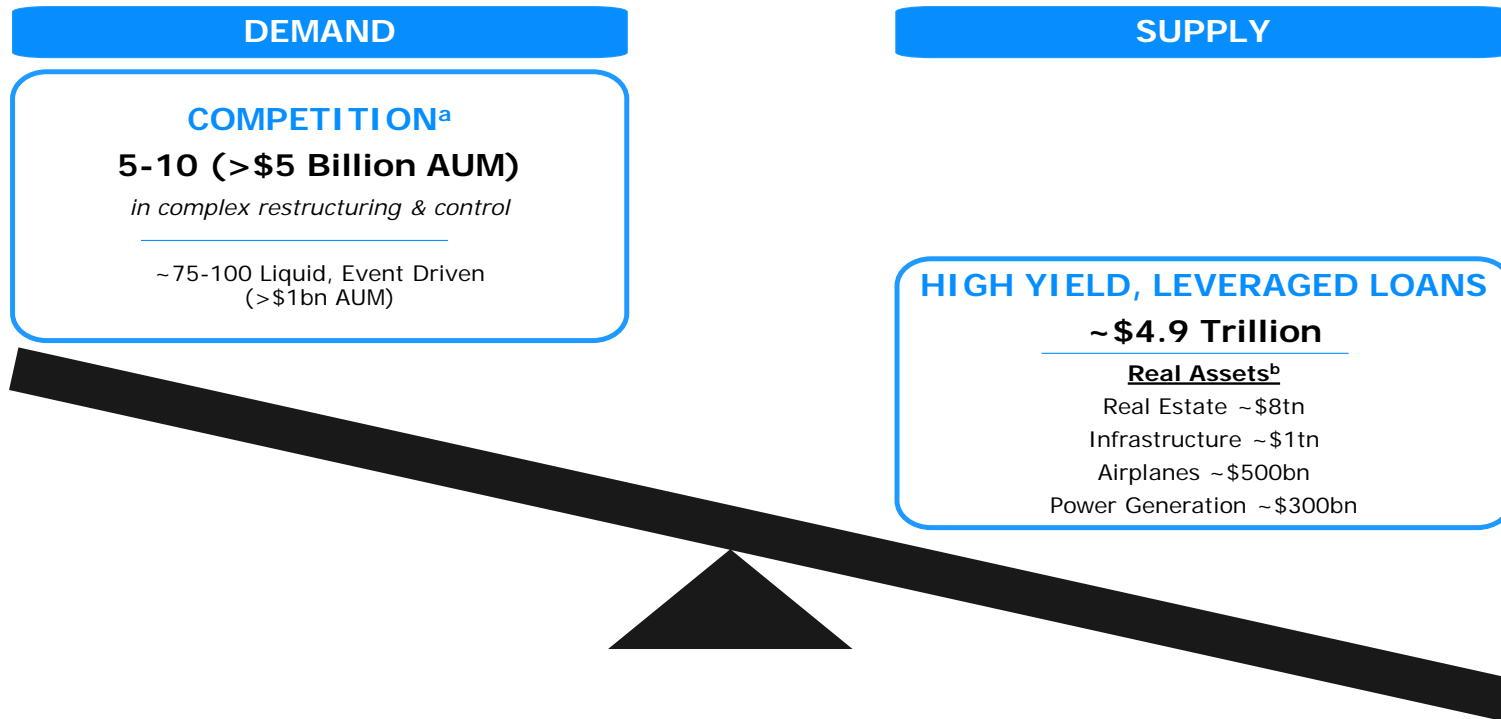 DEMAND
COMPETITIONᵃ
5-10 (>$5 Billion AUM)
in complex restructuring & control
~75-100 Liquid, Event Driven
(>$1bn AUM)
SUPPLY
HIGH YIELD, LEVERAGED LOANS
~$4.9 Trillion
Real Assetsᵇ
Real Estate ~$8tn
Infrastructure ~$1tn
Airplanes ~$500bn
Power Generation ~$300bn